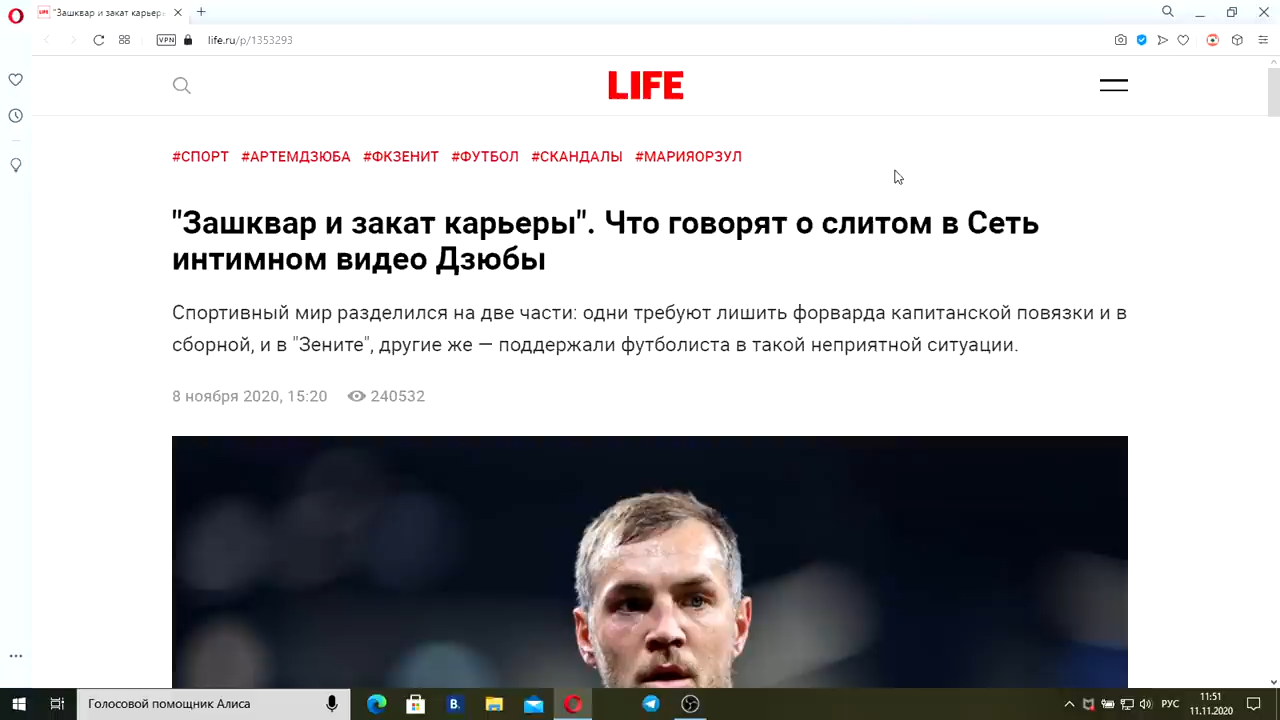 LIFE "Зашквар и закат карьеры
VPN life.ru/p/1353293
LIFE
#СПОРТ #АРТЕМДЗЮБА #ФКЗЕНИТ #ФУТБОЛ #СКАНДАЛЫ #МАРИЯОРЗУЛ
"Зашквар и закат карьеры". Что говорят о слитом в Сеть
интимном видео Дзюбы
Спортивный мир разделился на две части: одни требуют лишить форварда капитанской повязки и в
сборной, и в "Зените", другие же — поддержали футболиста в такой неприятной ситуации.
8 ноября 2020, 15:20 240532
Голосовой помощник Алиса
B.
РУС
11:51
11.11.2020